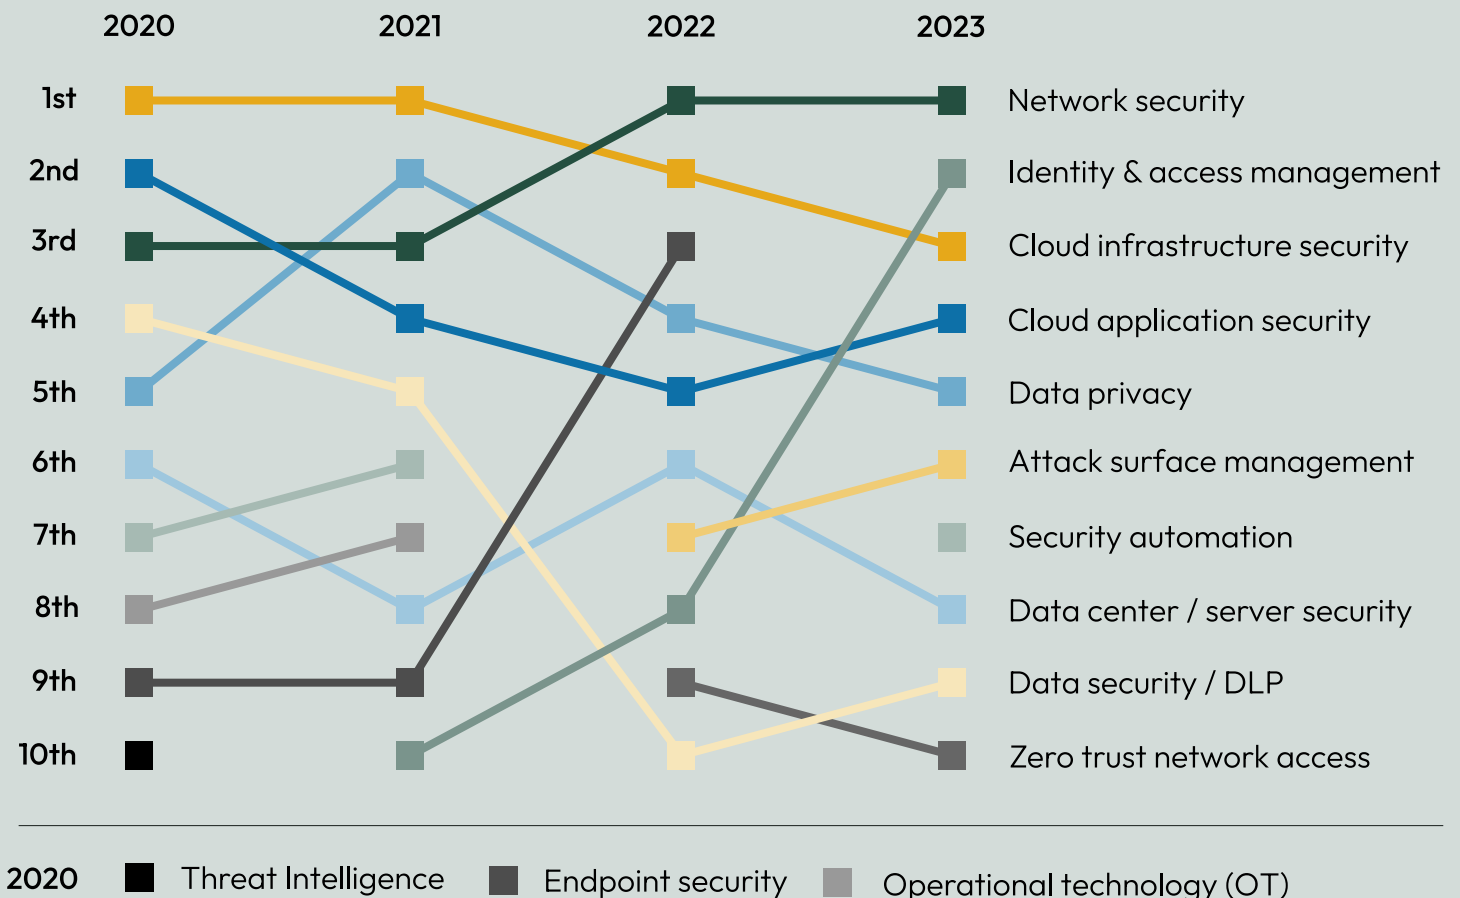 2020 2021 2022 2023
1st Network security
2nd Identity & access management
3rd Cloud infrastructure security
4th Cloud application security
5th Data privacy
6th Attack surface management
7th Security automation
8th Data center / server security
9th Data security / DLP
10th Zero trust network access
2020 Threat Intelligence Endpoint security Operational technology (OT)